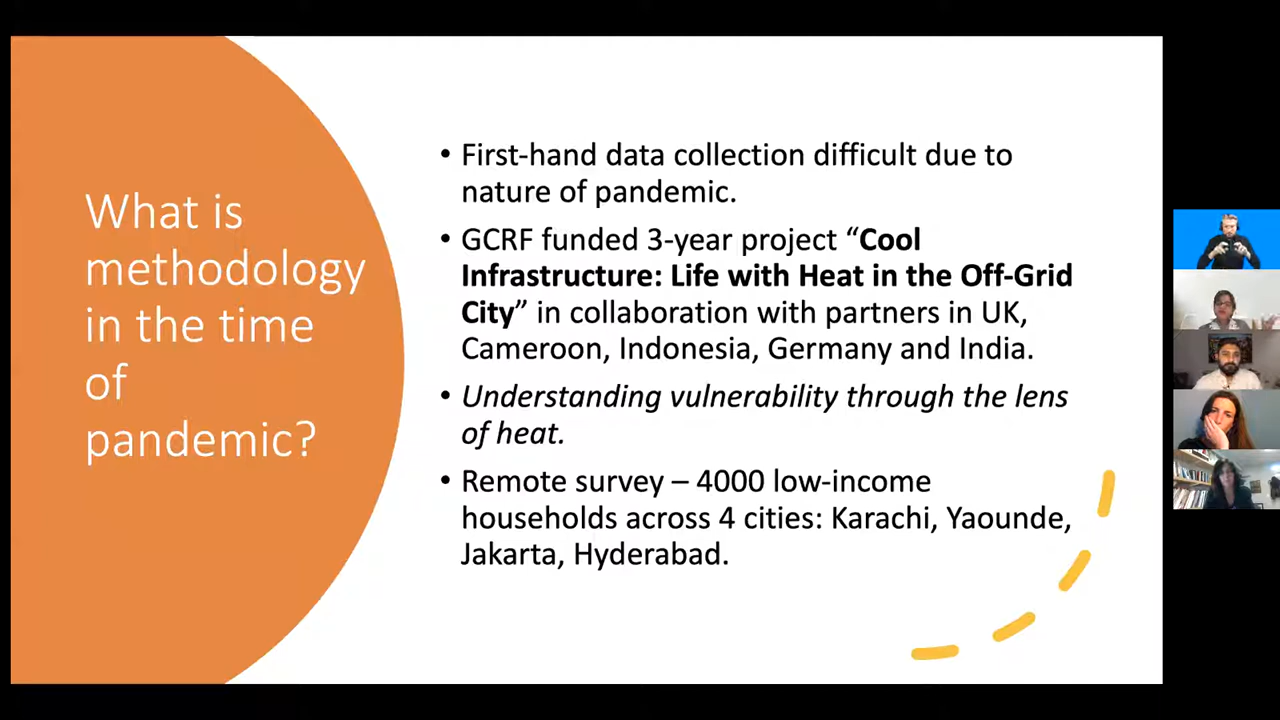 What is
methodology
in the time
of
pandemic?
• First-hand data collection difficult due to
nature of pandemic.
• GCRF funded 3-year project “Cool
Infrastructure: Life with Heat in the Off-Grid
City” in collaboration with partners in UK,
Cameroon, Indonesia, Germany and India.
• Understanding vulnerability through the lens
of heat.
• Remote survey – 4000 low-income
households across 4 cities: Karachi, Yaounde,
Jakarta, Hyderabad.